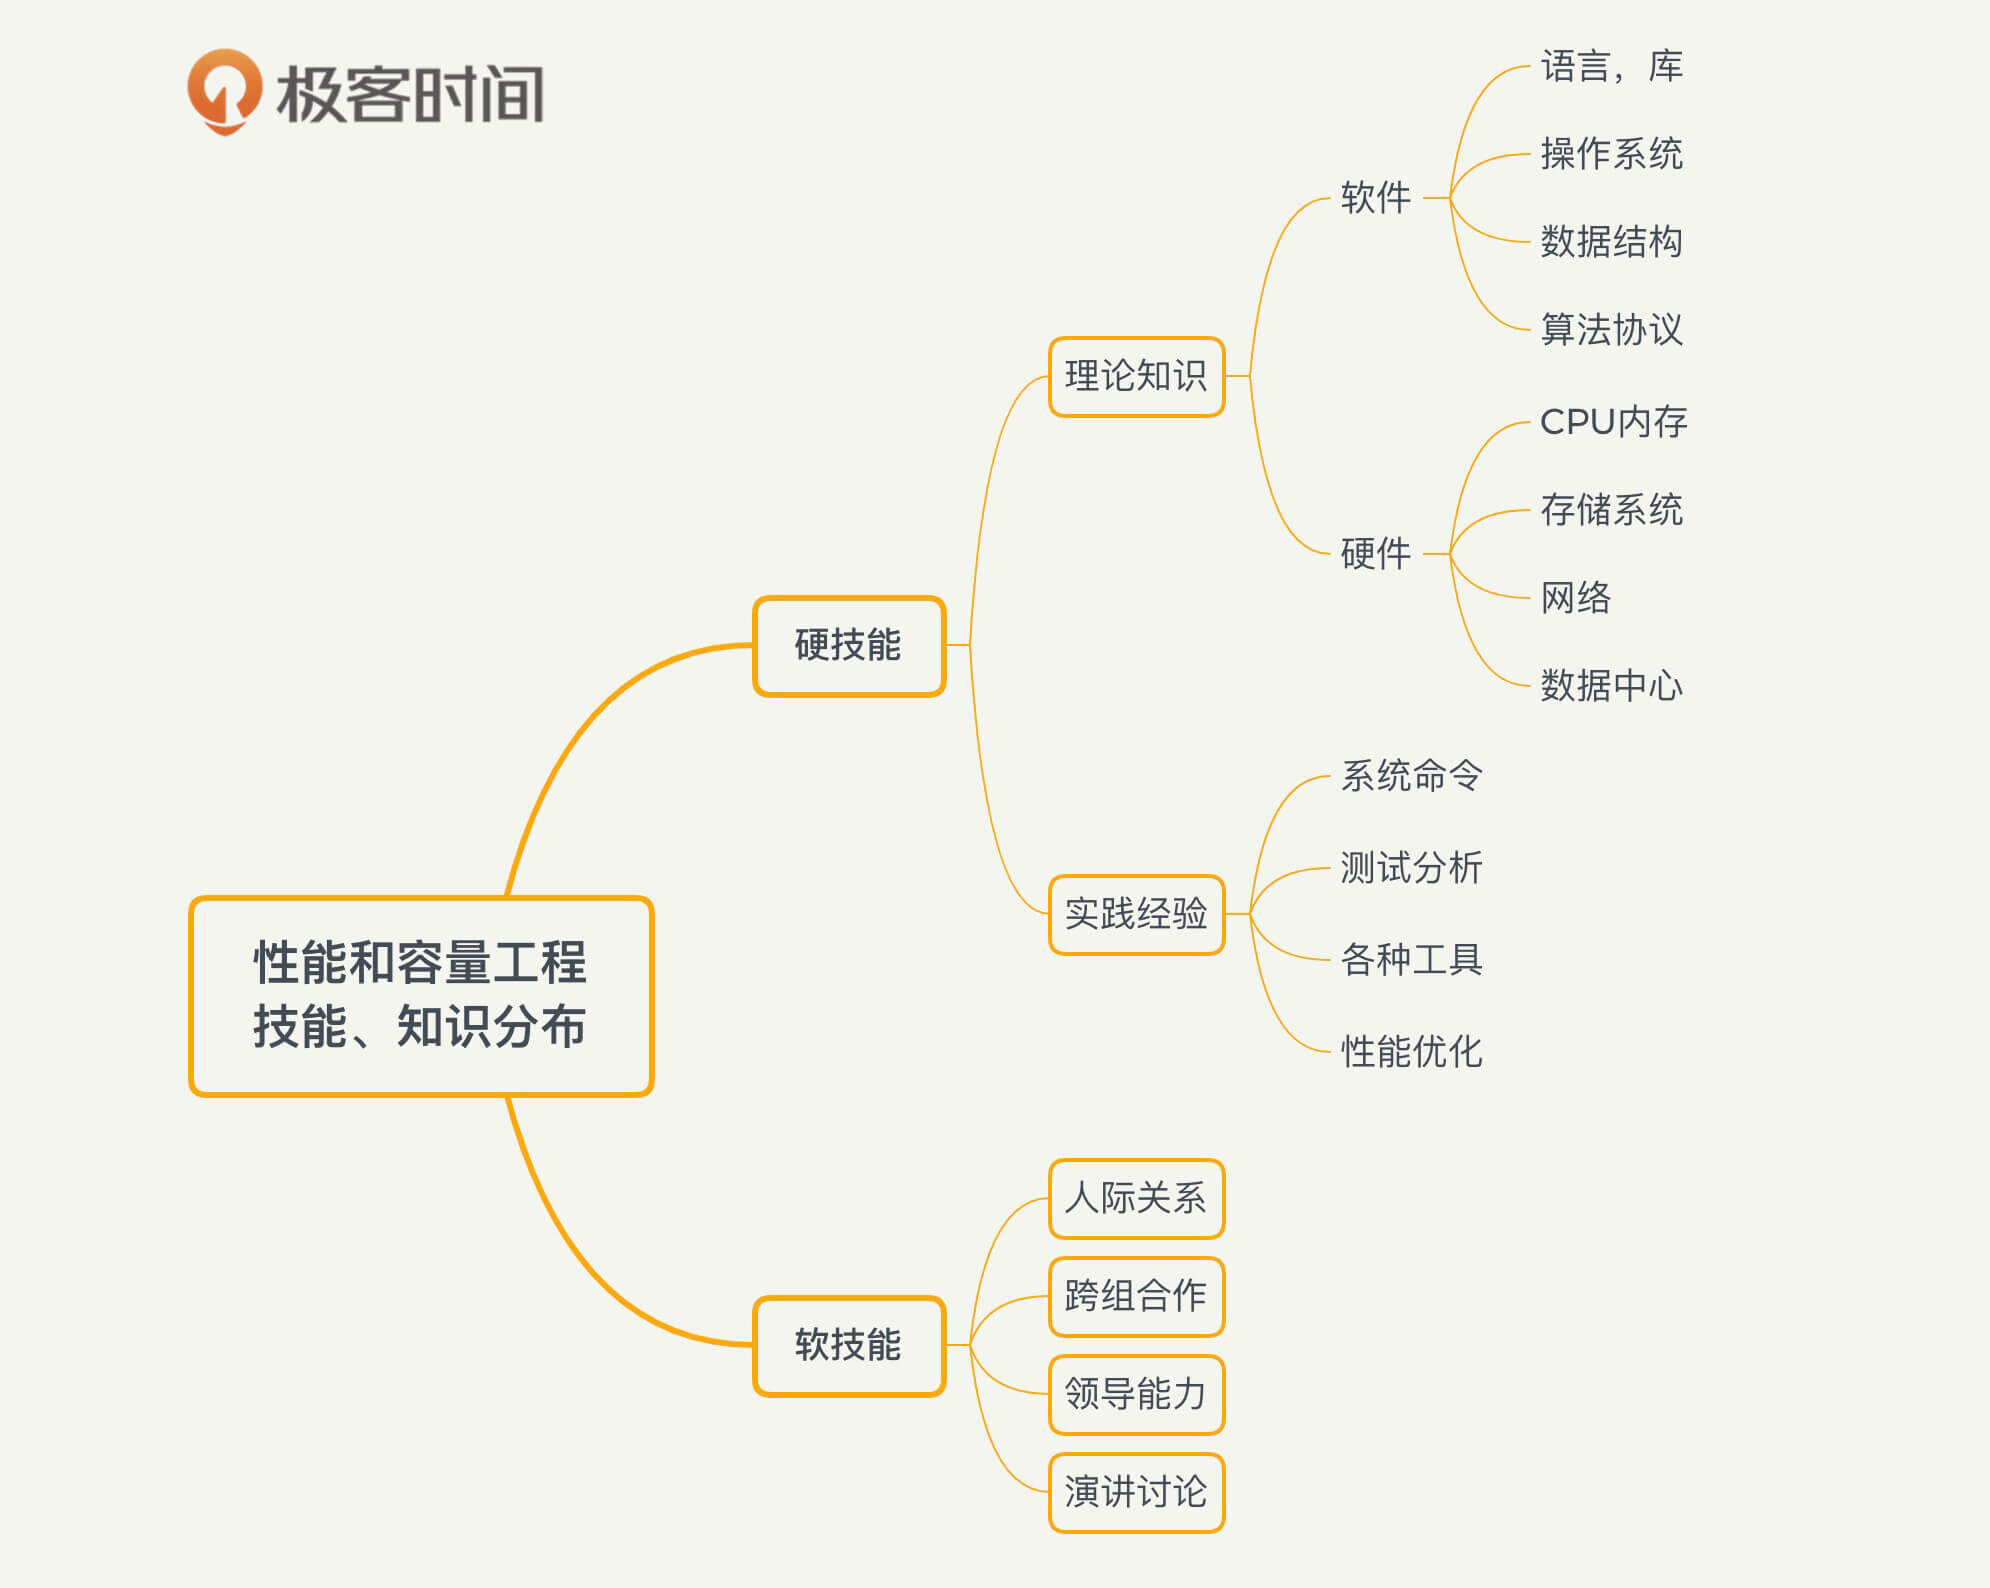 极客时间
性能和容量工程
技能、知识分布
硬技能
理论知识
软件
语言，库
操作系统
数据结构
算法协议
硬件
CPU内存
存储系统
网络
数据中心
实践经验
系统命令
测试分析
各种工具
性能优化
软技能
人际关系
跨组合作
领导能力
演讲讨论